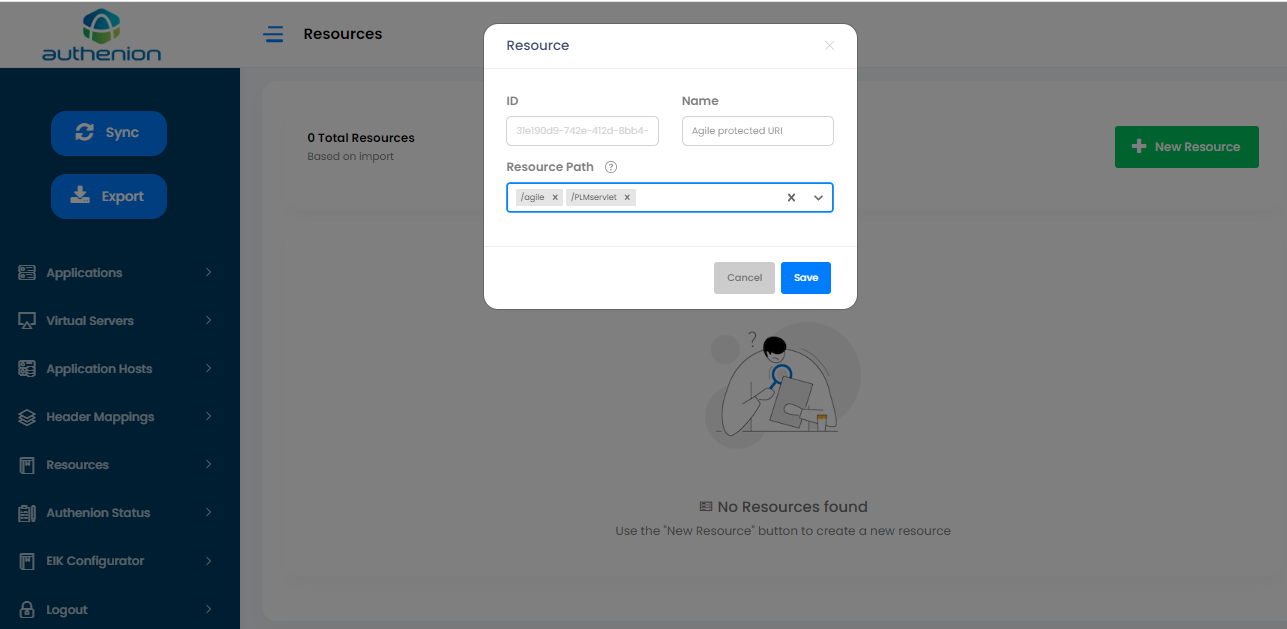 authenion
Resources
Sync
Export
Applications
Virtual Servers
Application Hosts
Header Mappings
Resources
Authenion Status
EIK Configurator
Logout
0 Total Resources
Based on import
New Resource
Resource
ID
Name
31e190d9-742e-412d-8bb4-
Agile protected URI
Resource Path ?
/agile x /PLMservlet x
Cancel
Save
?
No Resources found
Use the "New Resource" button to create a new resource